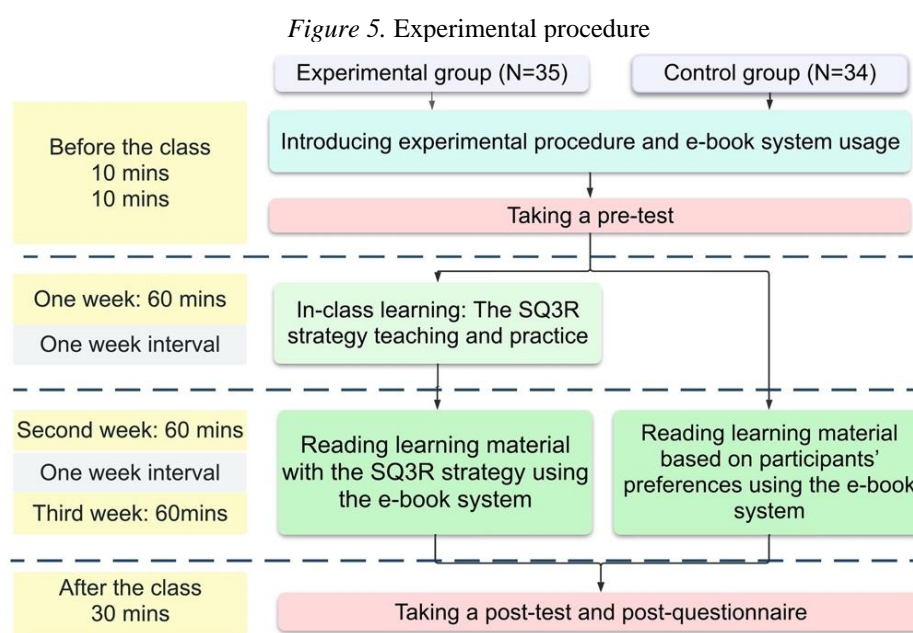 Figure 5. Experimental procedure
Experimental group (N=35)
Control group (N=34)
Before the class
10 mins
10 mins
Introducing experimental procedure and e-book system usage
Taking a pre-test
One week: 60 mins
One week interval
In-class learning: The SQ3R
strategy teaching and practice
Second week: 60 mins
One week interval
Third week: 60mins
Reading learning material
with the SQ3R strategy using
the e-book system
Reading learning material
based on participants'
preferences using the e-book
system
After the class
30 mins
Taking a post-test and post-questionnaire